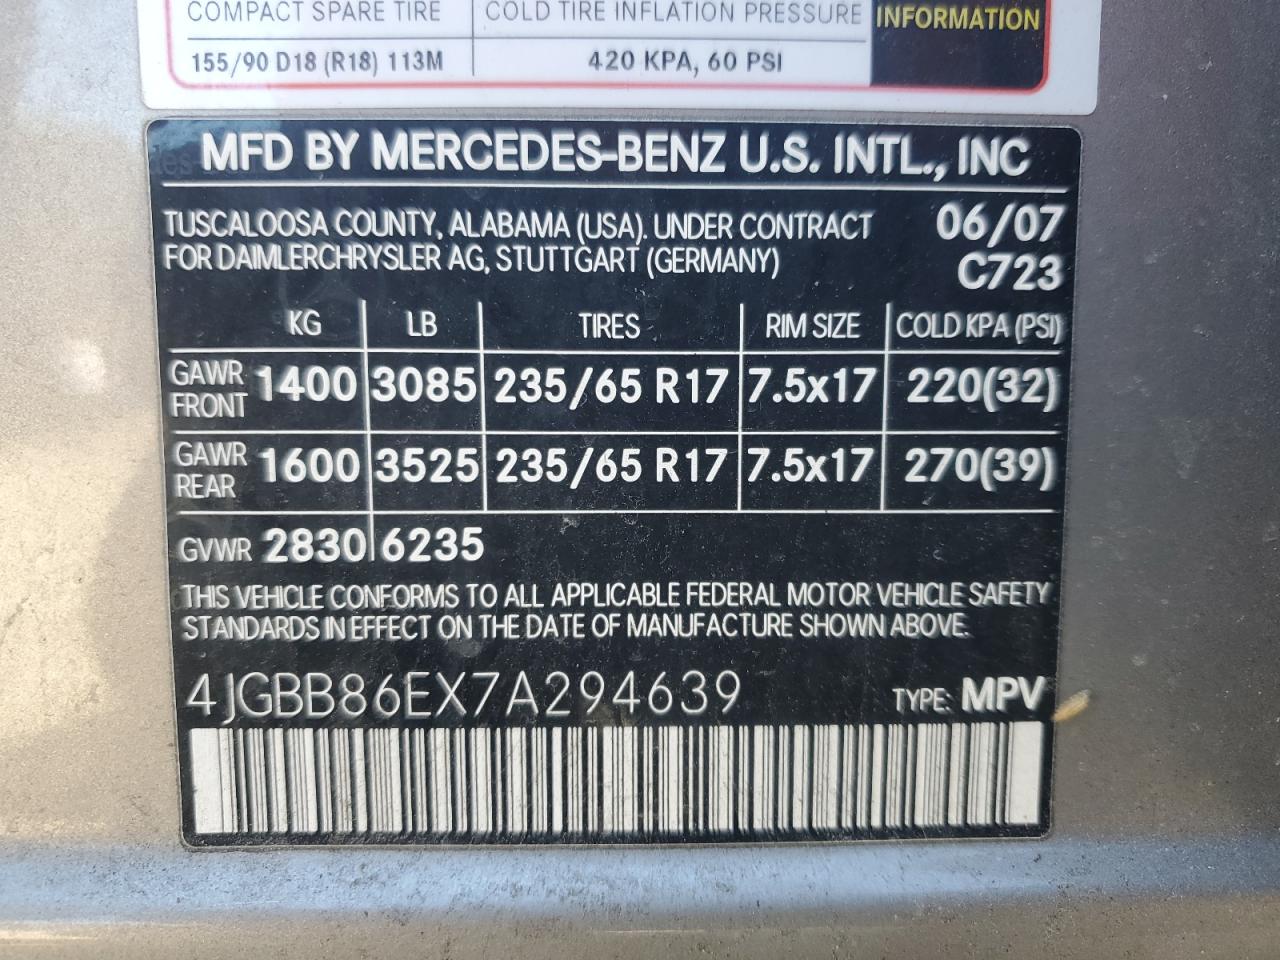 COMPACT SPARE TIRE COLD TIRE INFLATION PRESSURE INFORMATION
155/90 D18 (R18) 113M 420 KPA, 60 PSI
MFD BY MERCEDES-BENZ U.S. INTL., INC
TUSCALOOSA COUNTY, ALABAMA (USA). UNDER CONTRACT 06/07
FOR DAIMLERCHRYSLER AG, STUTTGART (GERMANY) C723
KG LB TIRES RIM SIZE COLD KPA (PSI)
GAWR FRONT 1400 3085 235/65 R17 7.5x17 220(32)
GAWR REAR 1600 3525 235/65 R17 7.5x17 270(39)
GVWR 2830 6235
THIS VEHICLE CONFORMS TO ALL APPLICABLE FEDERAL MOTOR VEHICLE SAFETY
STANDARDS IN EFFECT ON THE DATE OF MANUFACTURE SHOWN ABOVE.
4JGBB86EX7A294639 TYPE: MPV